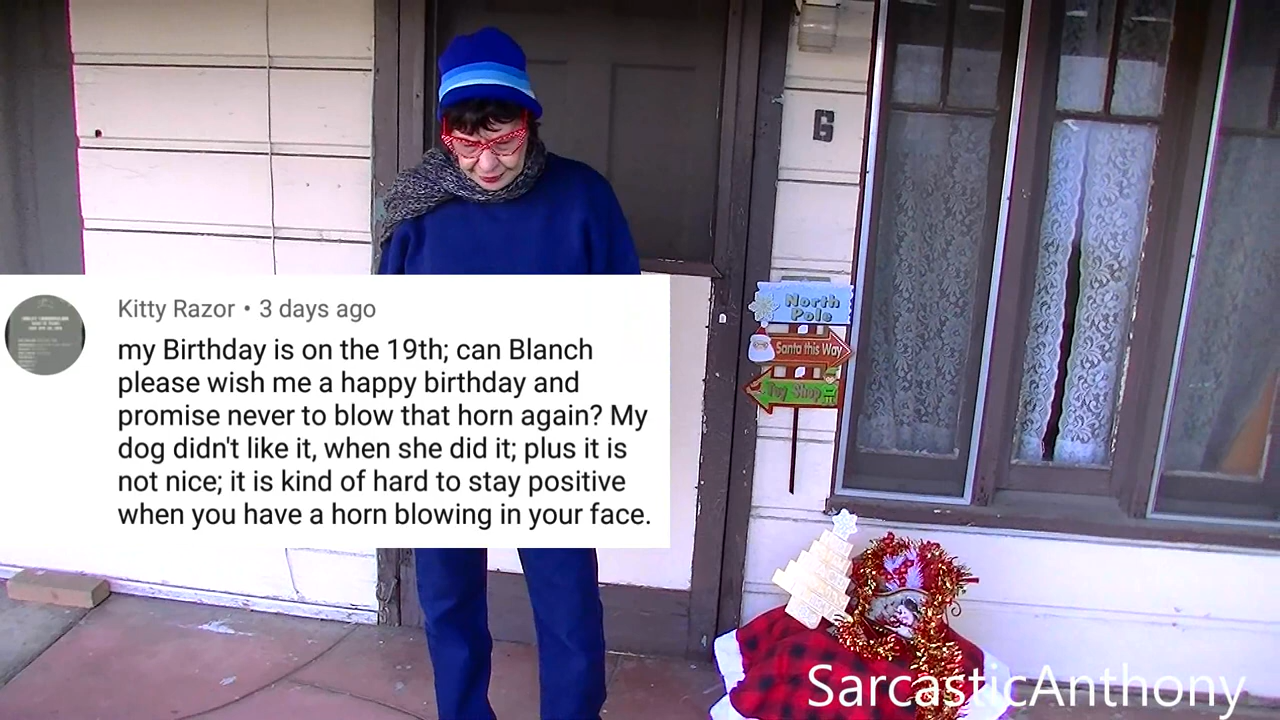 G
Kitty Razor • 3 days ago
my Birthday is on the 19th; can Blanch
please wish me a happy birthday and
promise never to blow that horn again? My
dog didn't like it, when she did it; plus it is
not nice; it is kind of hard to stay positive
when you have a horn blowing in your face.
North
Pole
Santa this Way
Toy Shop
SarcasticAnthony